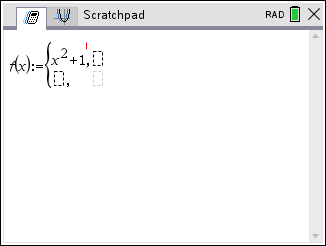 Scratchpad
RAD
f(x):={x²+1,
,